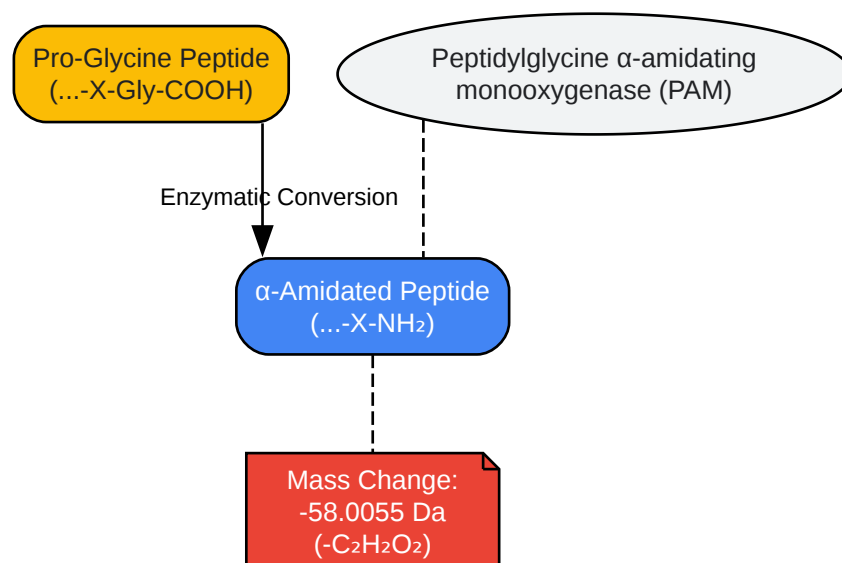 Pro-Glycine Peptide
(...-X-Gly-COOH)
Peptidylglycine α-amidating
monooxygenase (PAM)
Enzymatic Conversion
α-Amidated Peptide
(...-X-NH₂)
Mass Change:
-58.0055 Da
(-C₂H₂O₂)